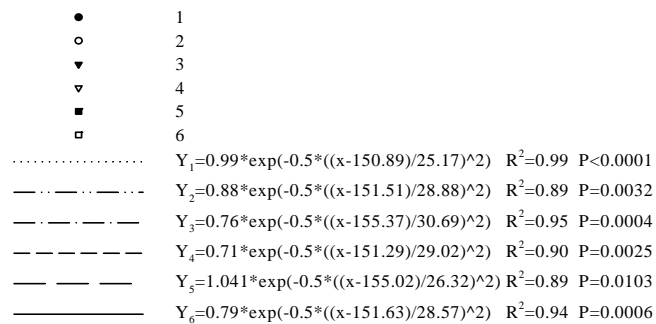 1
2
3
4
5
6
Y₁=0.99*exp(-0.5*((x-150.89)/25.17)^2) R²=0.99 P<0.0001
Y₂=0.88*exp(-0.5*((x-151.51)/28.88)^2) R²=0.89 P=0.0032
Y₃=0.76*exp(-0.5*((x-155.37)/30.69)^2) R²=0.95 P=0.0004
Y₄=0.71*exp(-0.5*((x-151.29)/29.02)^2) R²=0.90 P=0.0025
Y₅=1.041*exp(-0.5*((x-155.02)/26.32)^2) R²=0.89 P=0.0103
Y₆=0.79*exp(-0.5*((x-151.63)/28.57)^2) R²=0.94 P=0.0006